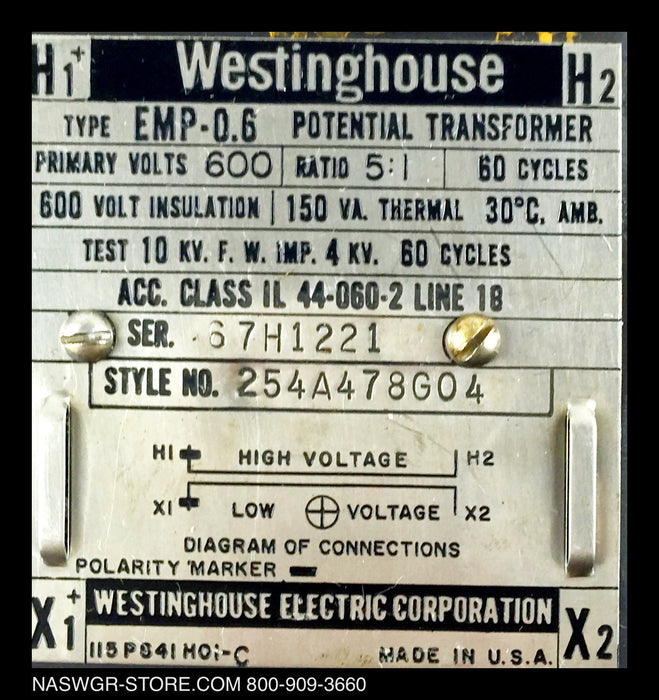 H1+ Westinghouse H2
TYPE EMP-0.6 POTENTIAL TRANSFORMER
PRIMARY VOLTS 600 RATIO 5:1 60 CYCLES
600 VOLT INSULATION 150 VA. THERMAL 30°C. AMB.
TEST 10 KV. F. W. IMP. 4 KV. 60 CYCLES
ACC. CLASS IL 44-060-2 LINE 18
SER. 67H1221
STYLE NO. 254A478G04
H1 HIGH VOLTAGE H2
X1 LOW VOLTAGE X2
DIAGRAM OF CONNECTIONS
POLARITY MARKER
X1+ WESTINGHOUSE ELECTRIC CORPORATION X2
MADE IN U.S.A.
NASWGR-STORE.COM 800-909-3660